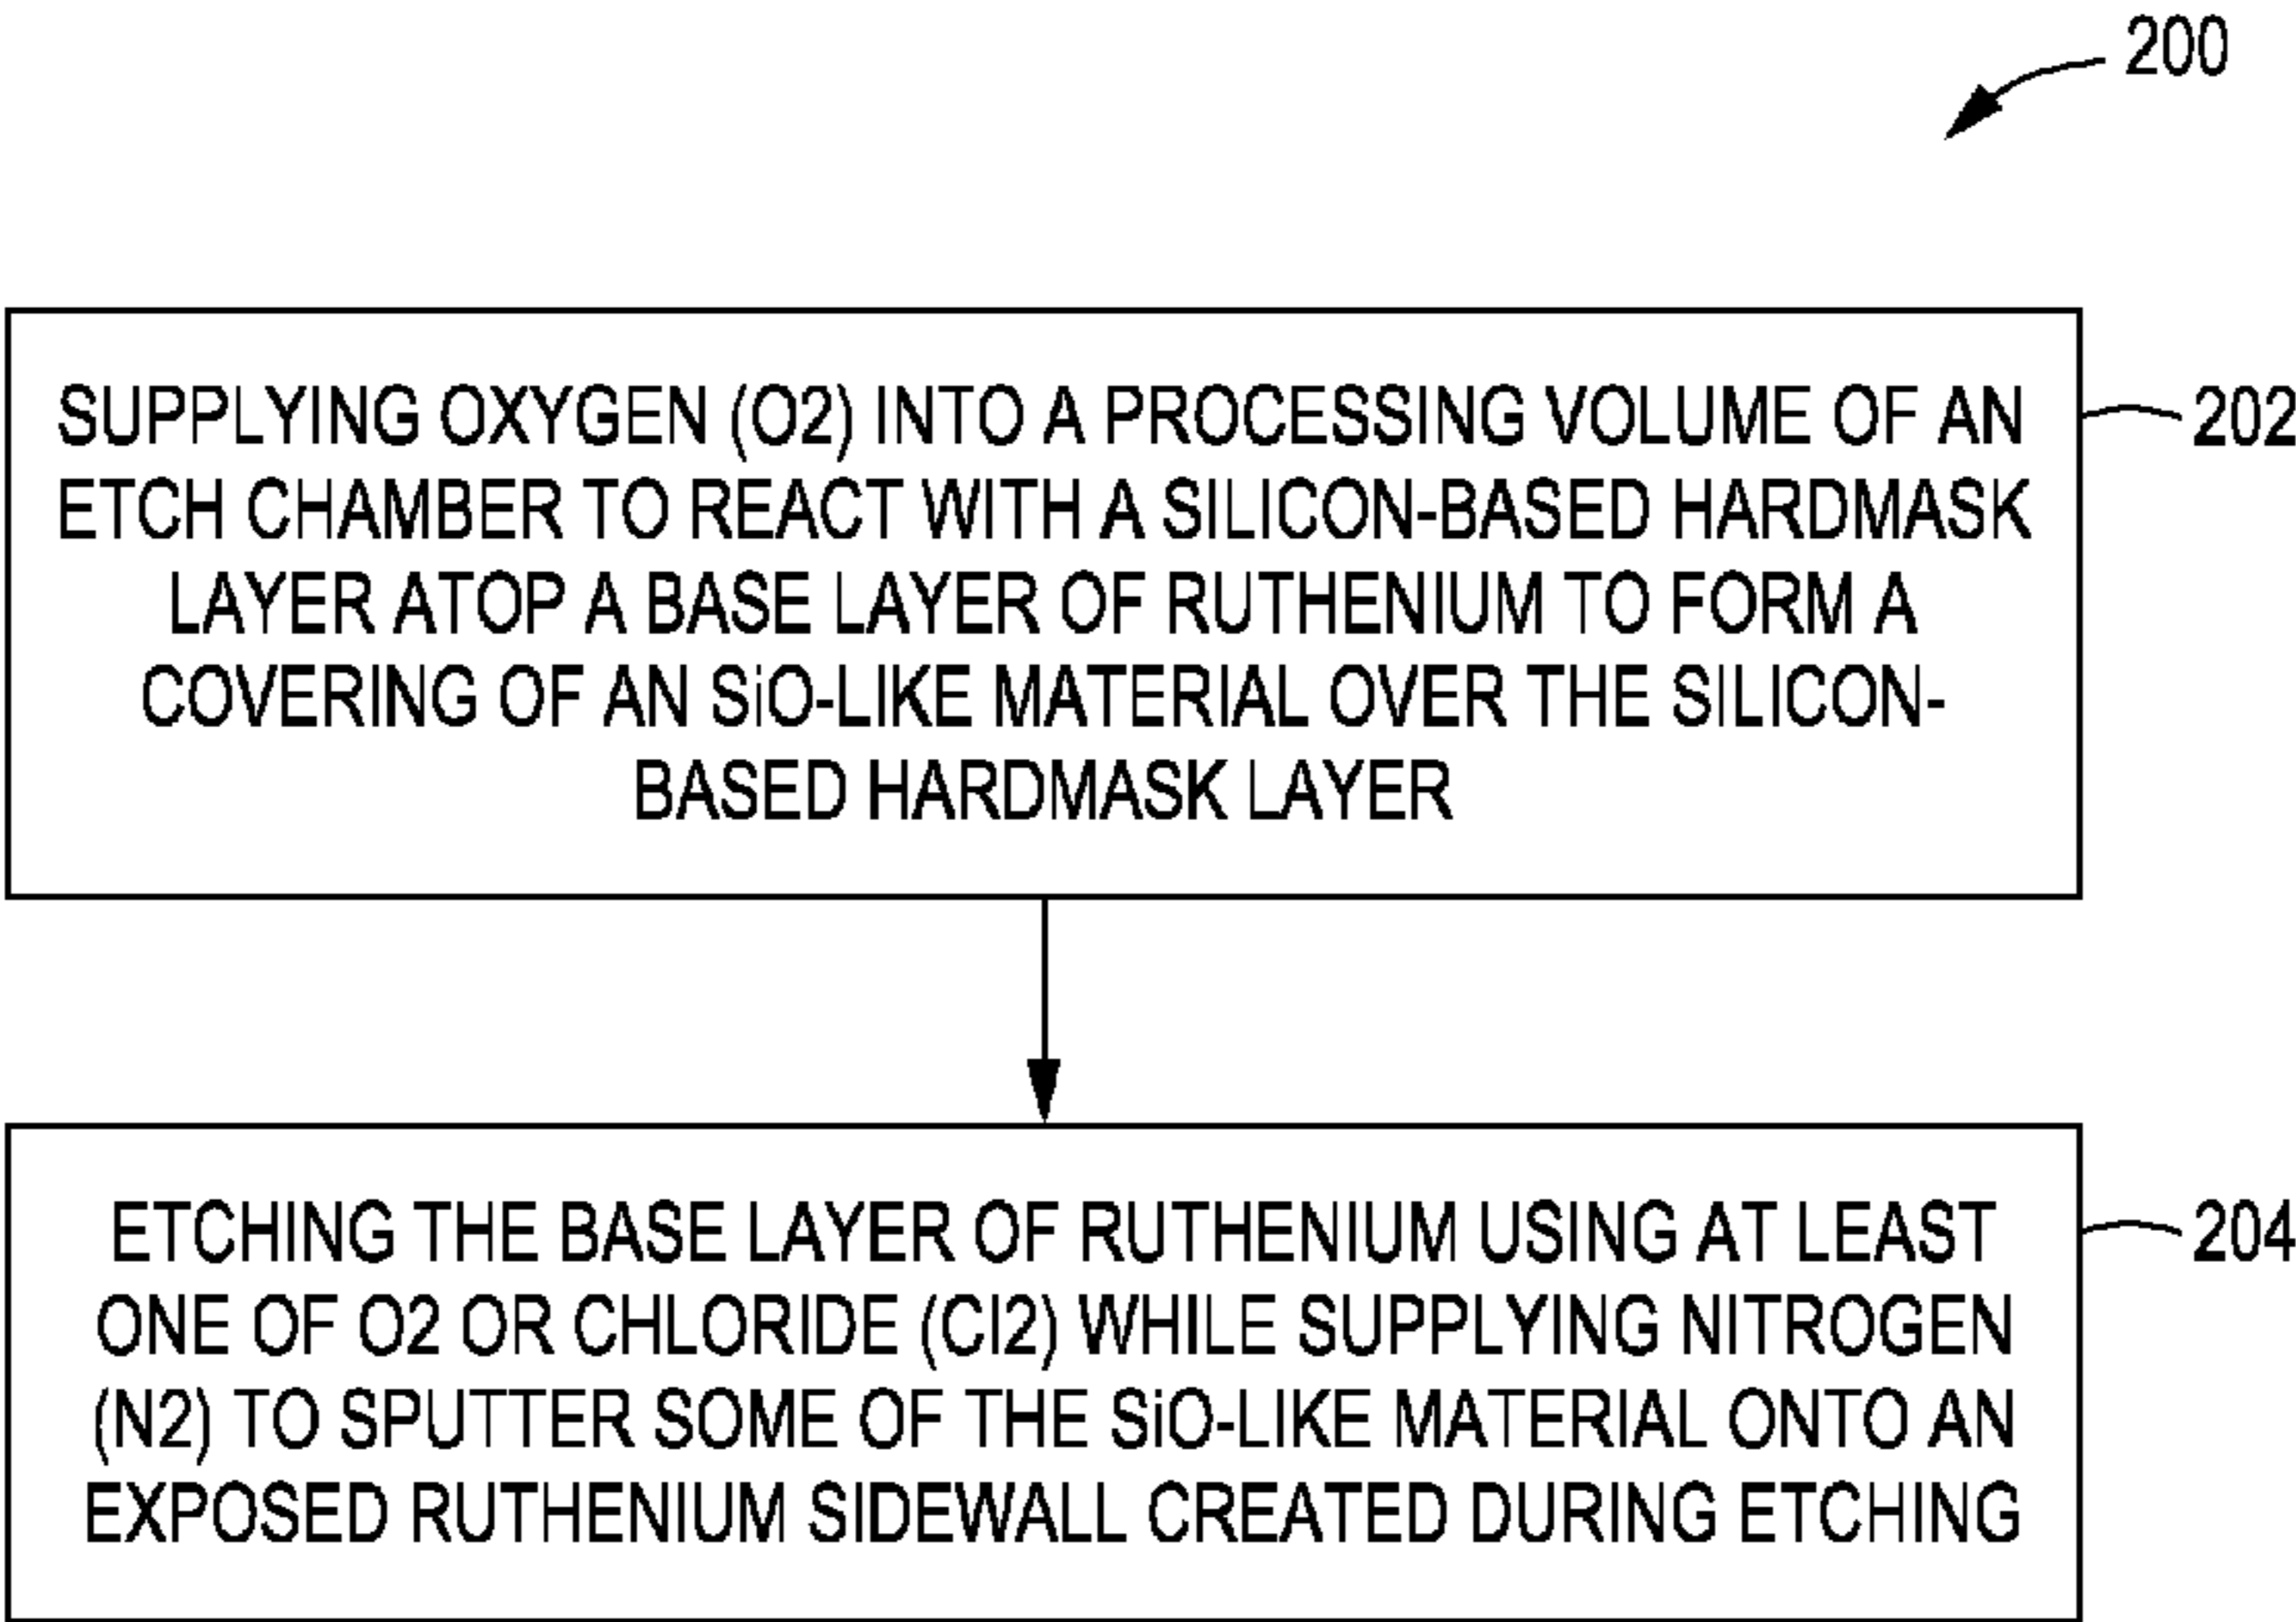 200
SUPPLYING OXYGEN (O2) INTO A PROCESSING VOLUME OF AN
ETCH CHAMBER TO REACT WITH A SILICON-BASED HARDMASK
LAYER ATOP A BASE LAYER OF RUTHENIUM TO FORM A
COVERING OF AN SiO-LIKE MATERIAL OVER THE SILICON-
BASED HARDMASK LAYER
202
ETCHING THE BASE LAYER OF RUTHENIUM USING AT LEAST
ONE OF O2 OR CHLORIDE (Cl2) WHILE SUPPLYING NITROGEN
(N2) TO SPUTTER SOME OF THE SiO-LIKE MATERIAL ONTO AN
EXPOSED RUTHENIUM SIDEWALL CREATED DURING ETCHING
204